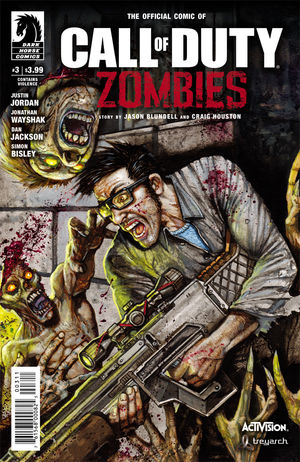 DARK
HORSE
COMICS
#3 $3.99
CONTAINS
VIOLENCE
JUSTIN
JORDAN
JONATHAN
WAYSHAK
DAN
JACKSON
SIMON
BISLEY
THE OFFICIAL COMIC OF
CALL OF DUTY
ZOMBIES
STORY BY JASON BLUNDELL AND CRAIG HOUSTON
00311
ACTIVISION.
treyarch